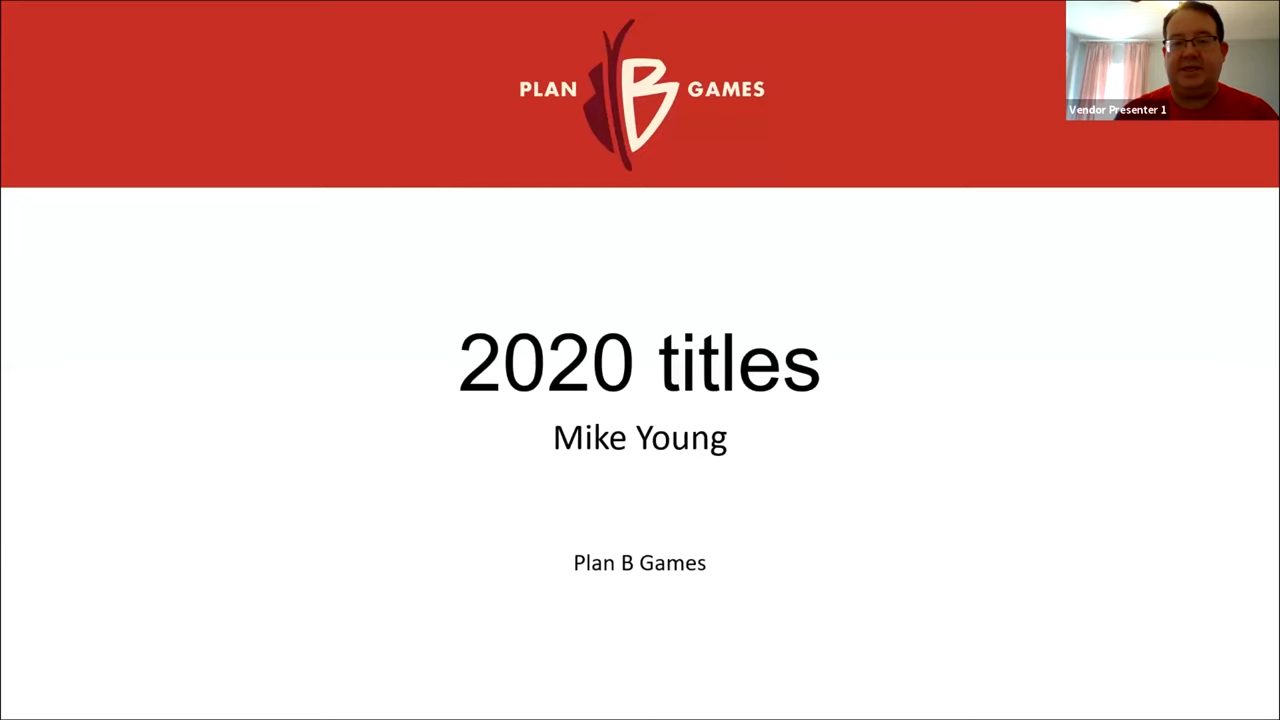 PLAN B GAMES
Vendor Presenter 1
2020 titles
Mike Young
Plan B Games